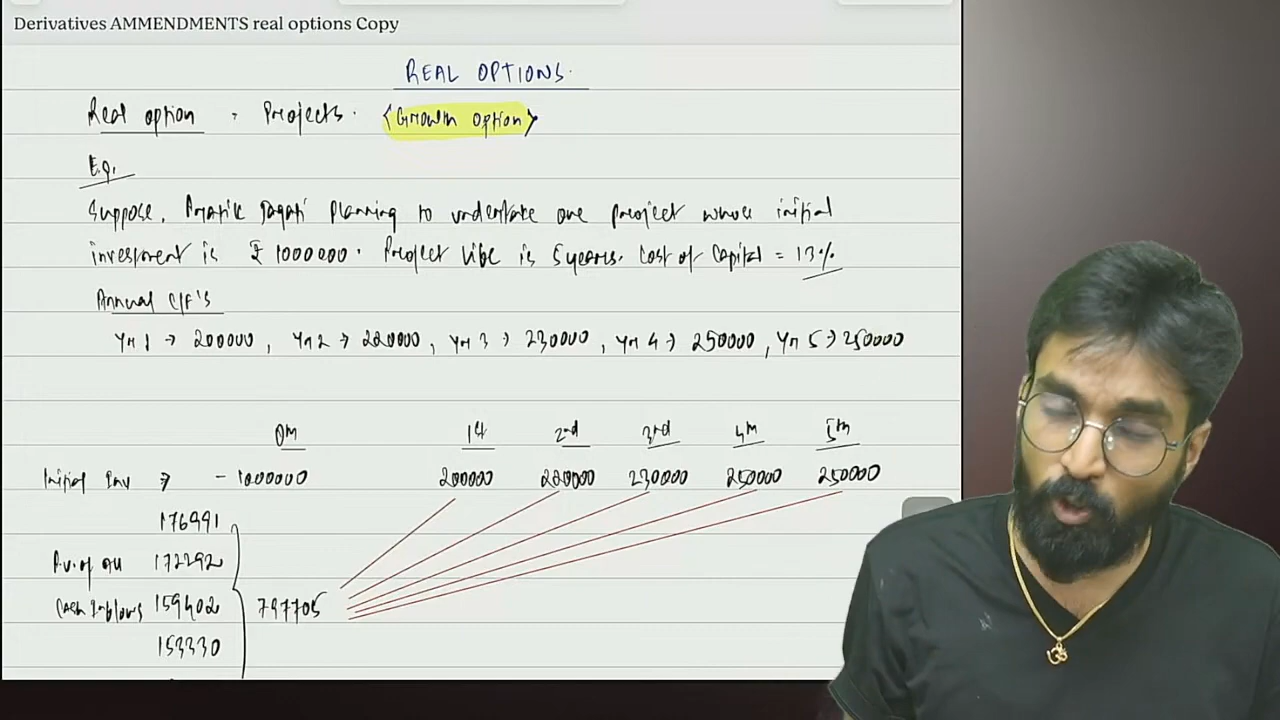 Derivatives AMMENDMENTS real options Copy
REAL OPTIONS.
Real option = Projects. <Growth option>
E.g.
Suppose, Pratik Jagati Planning to undertake one project whose initial
investment is ₹ 1000000. Project life is 5 years. Cost of Capital = 13%
Annual C/F's
Yr 1 → 200000, Yr 2 → 220000, Yr 3 → 230000, Yr 4 → 250000, Yr 5 → 250000
0th 1st 2nd 3rd 4th 5th
Initial Inv ⇒ - 1000000 200000 220000 230000 250000 250000
176991
P.V. of all 172292
Cash Inflows 159402 797705
153330
ॐ